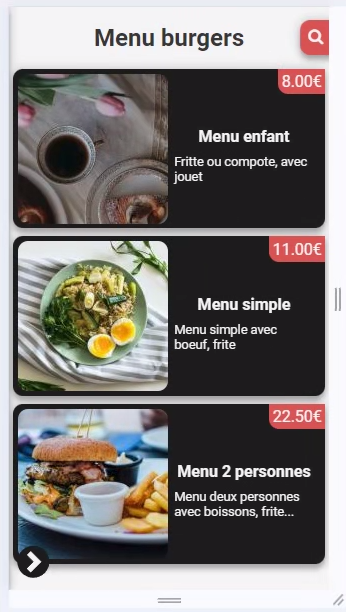 Menu burgers
8.00€
Menu enfant
Fritte ou compote, avec
jouet
11.00€
Menu simple
Menu simple avec
boeuf, frite
22.50€
Menu 2 personnes
Menu deux personnes
avec boissons, frite...